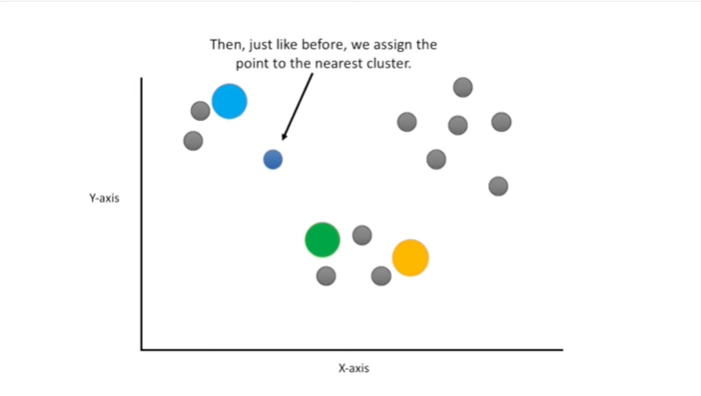 Then, just like before, we assign the
point to the nearest cluster.
Y-axis
X-axis